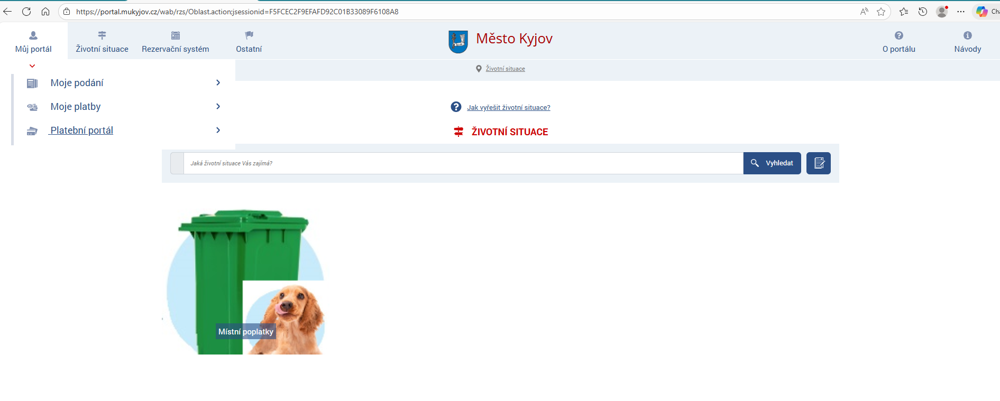 https://portal.mukyjov.cz/wab/rzs/Oblast.action;jsessionid=F5FCEC2F9EFAFD92C01B33089F6108A8
Můj portál
Životní situace
Rezervační systém
Ostatní
Město Kyjov
O portálu
Návody
Životní situace
Moje podání
Moje platby
Platební portál
Jak vyřešit životní situace?
ŽIVOTNÍ SITUACE
Jaká životní situace Vás zajímá?
Vyhledat
Místní poplatky